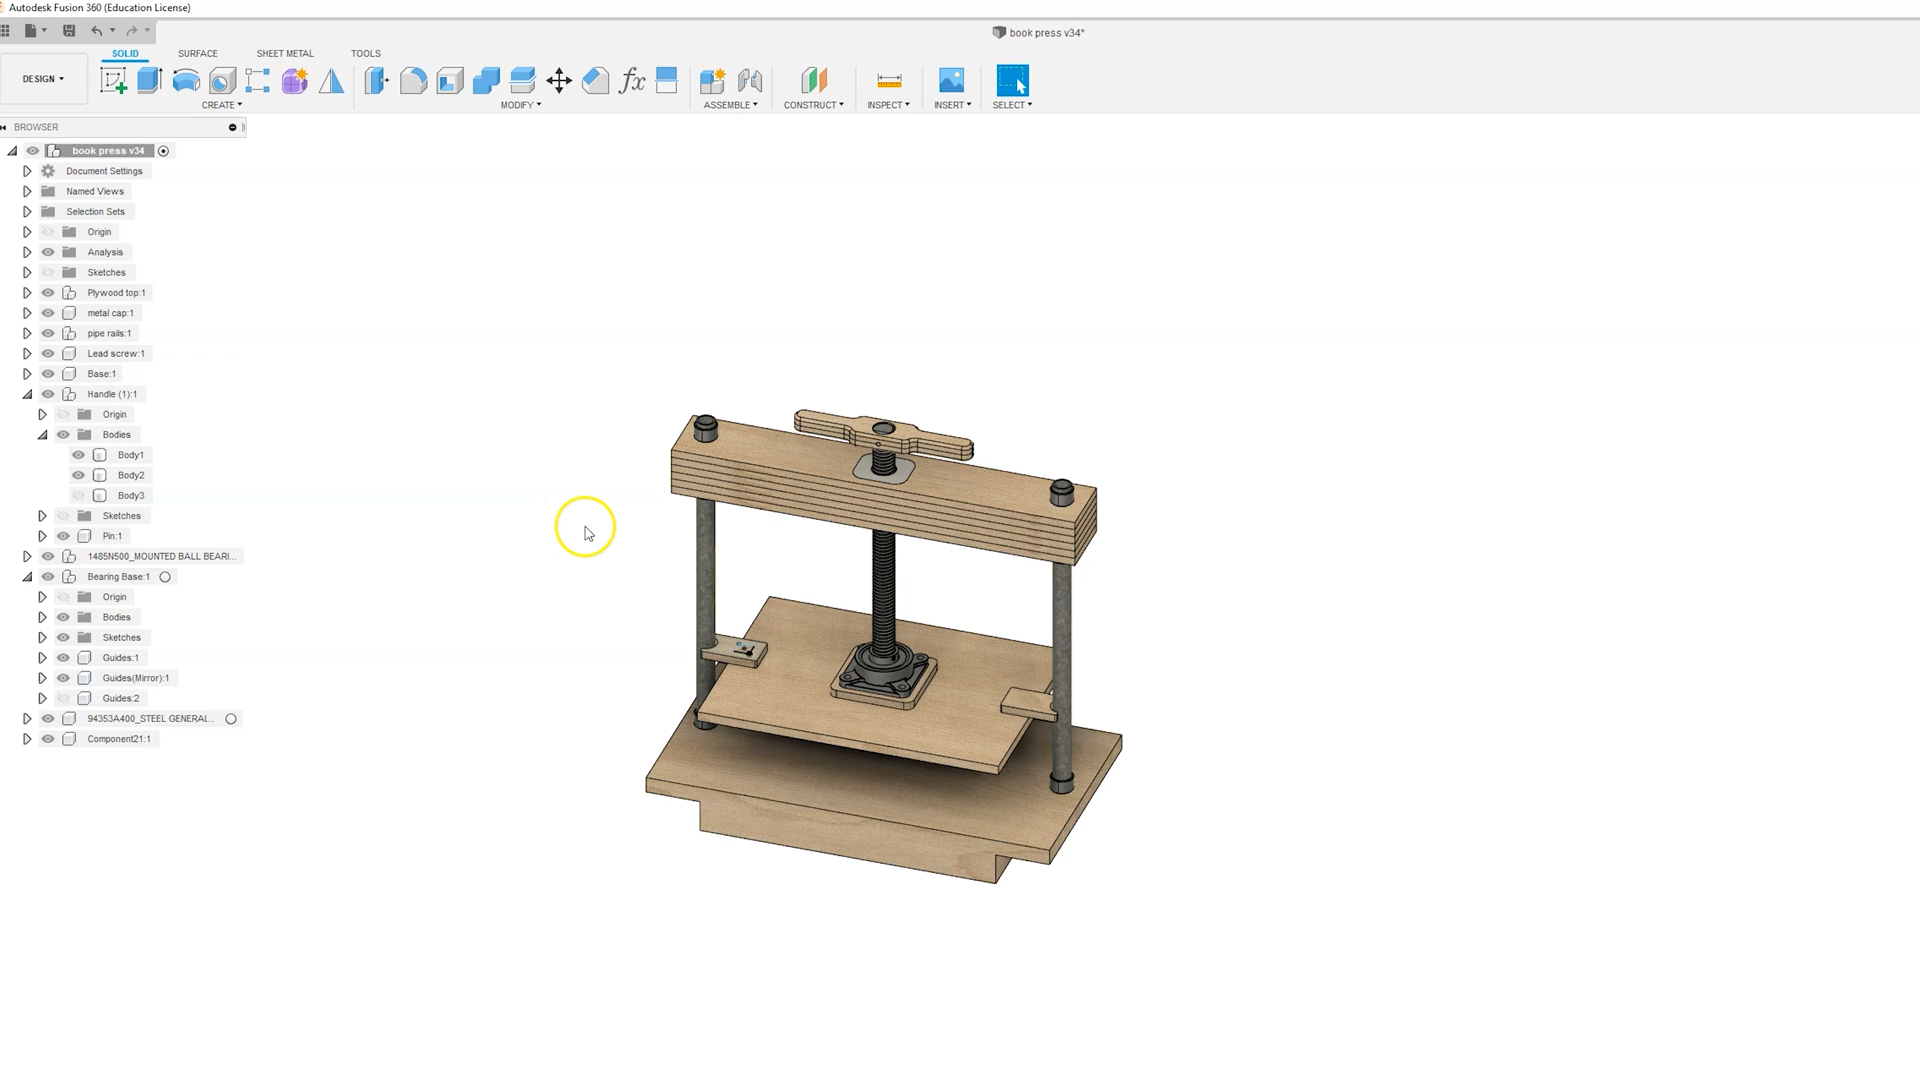 Autodesk Fusion 360 (Education License)
book press v34*
SOLID SURFACE SHEET METAL TOOLS
DESIGN
CREATE MODIFY ASSEMBLE CONSTRUCT INSPECT INSERT SELECT
BROWSER
book press v34
Document Settings
Named Views
Selection Sets
Origin
Analysis
Sketches
Plywood top:1
metal cap:1
pipe rails:1
Lead screw:1
Base:1
Handle (1):1
Origin
Bodies
Body1
Body2
Body3
Sketches
Pin:1
1485N500_MOUNTED BALL BEARI...
Bearing Base:1
Origin
Bodies
Sketches
Guides:1
Guides(Mirror):1
Guides:2
94353A400_STEEL GENERAL...
Component21:1